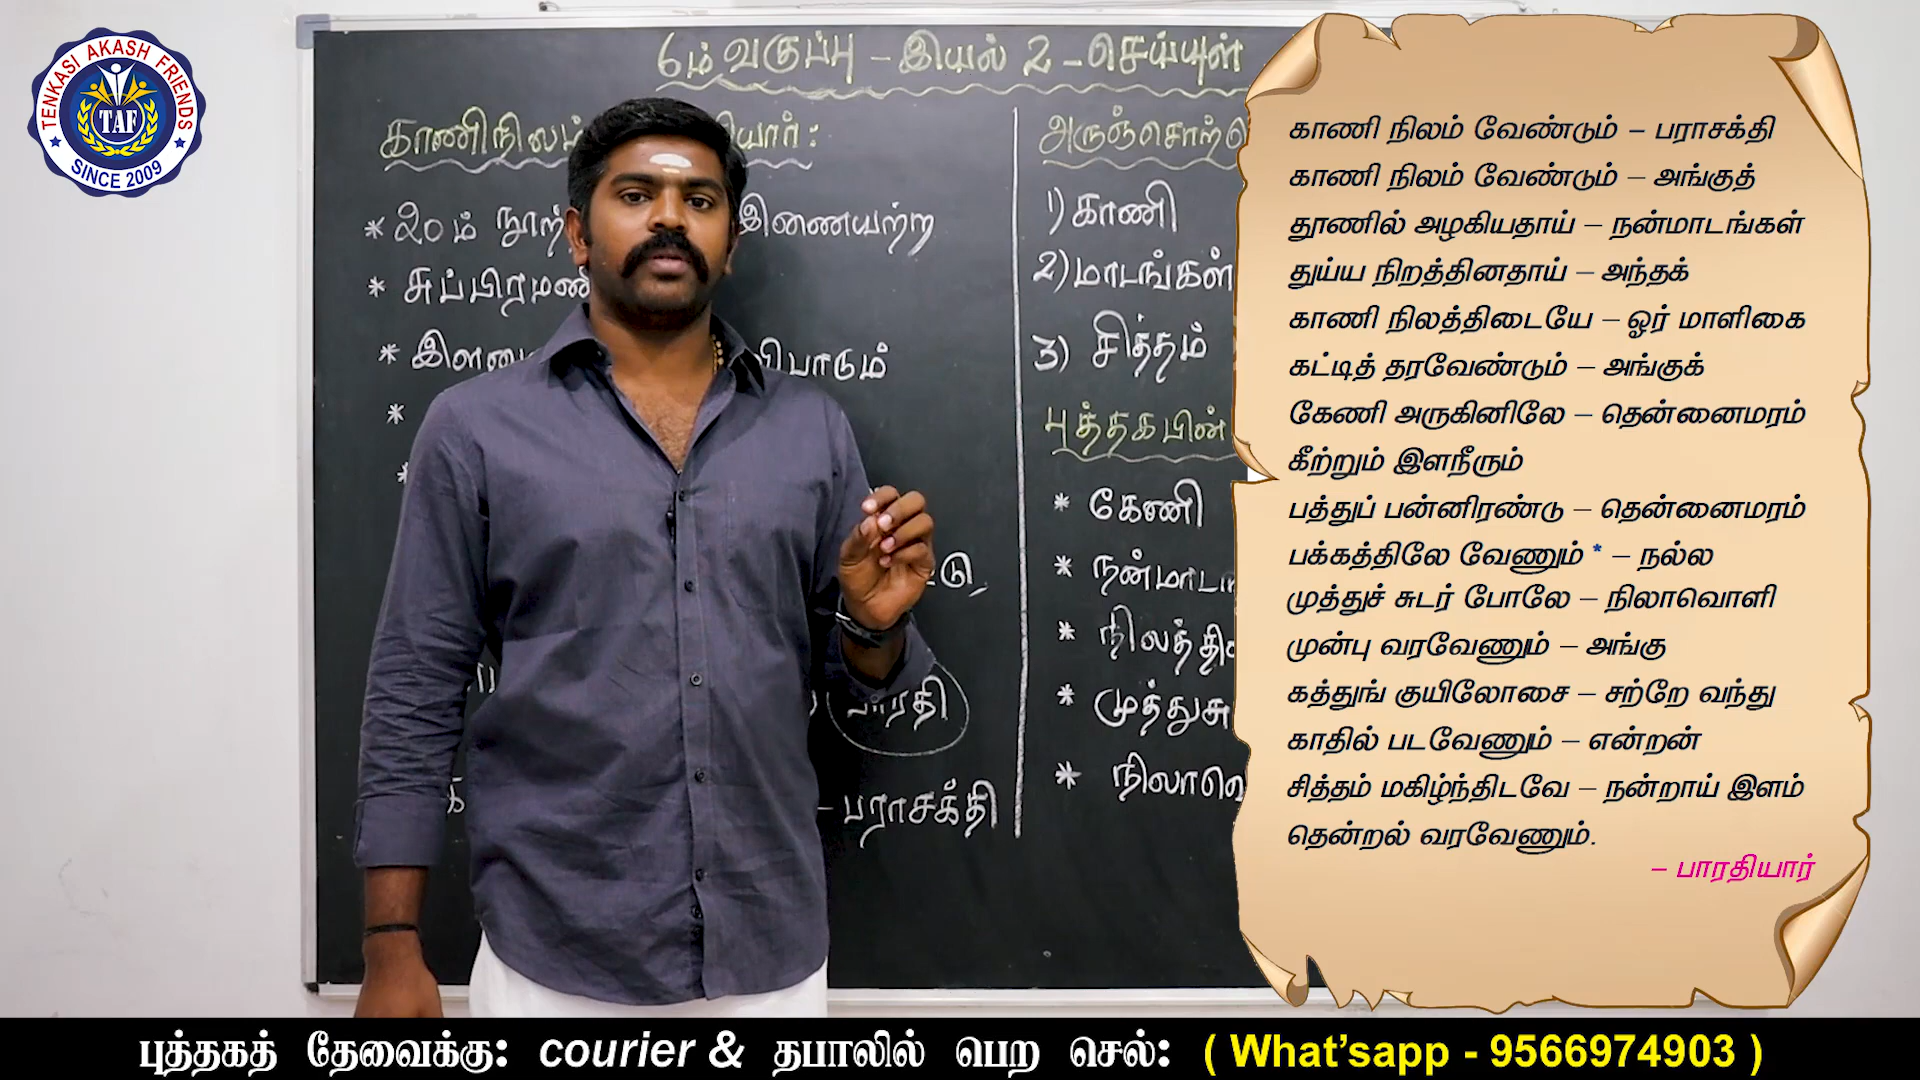 TENKASI AKASH FRIENDS
TAF
SINCE 2009
6ம் வகுப்பு - இயல் 2 - செய்யுள்
காணிநிலம் யார் :
* 20ம் நூற் இணையற்ற
* சுப்பிரமணி
* இளமை பாடும்
*
*
டு,
பாரதி
- பராசக்தி
அருஞ்சொற்
1) காணி
2) மாடங்கள்
3) சித்தம்
புத்தகபின்
* கேணி
* நன்மாட
* நிலத்தி
* முத்துசு
* நிலாவொ
காணி நிலம் வேண்டும் – பராசக்தி
காணி நிலம் வேண்டும் – அங்குத்
தூணில் அழகியதாய் – நன்மாடங்கள்
துய்ய நிறத்தினதாய் – அந்தக்
காணி நிலத்திடையே – ஓர் மாளிகை
கட்டித் தரவேண்டும் – அங்குக்
கேணி அருகினிலே – தென்னைமரம்
கீற்றும் இளநீரும்
பத்துப் பன்னிரண்டு – தென்னைமரம்
பக்கத்திலே வேணும் * – நல்ல
முத்துச் சுடர் போலே – நிலாவொளி
முன்பு வரவேணும் – அங்கு
கத்துங் குயிலோசை – சற்றே வந்து
காதில் படவேணும் – என்றன்
சித்தம் மகிழ்ந்திடவே – நன்றாய் இளம்
தென்றல் வரவேணும்.
– பாரதியார்
புத்தகத் தேவைக்கு: courier & தபாலில் பெற செல்: ( What'sapp - 9566974903 )